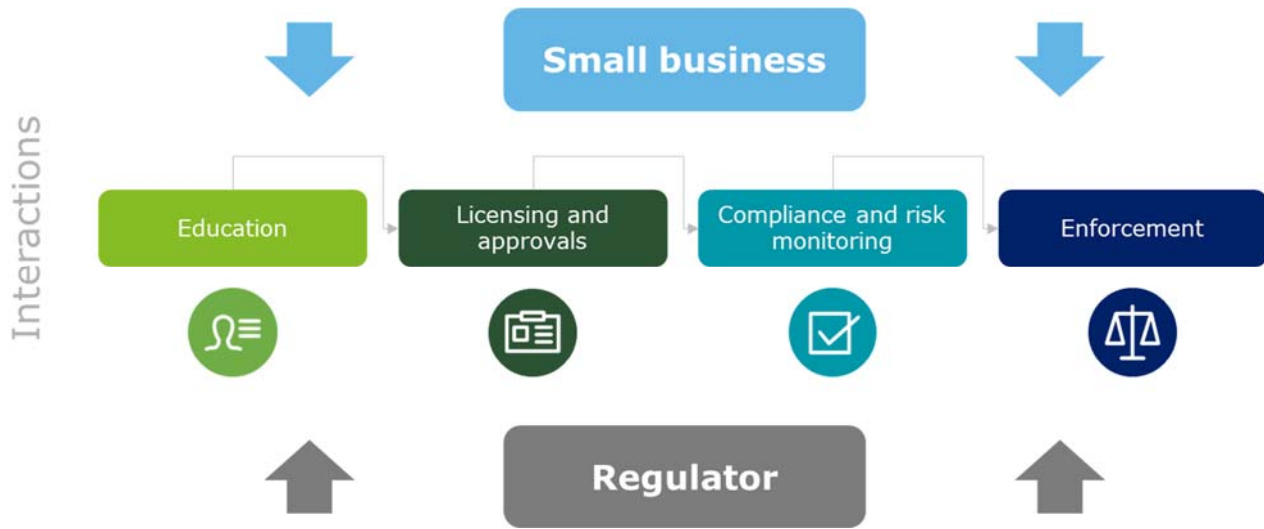 Small business
Interactions
Education
Licensing and
approvals
Compliance and risk
monitoring
Enforcement
Regulator